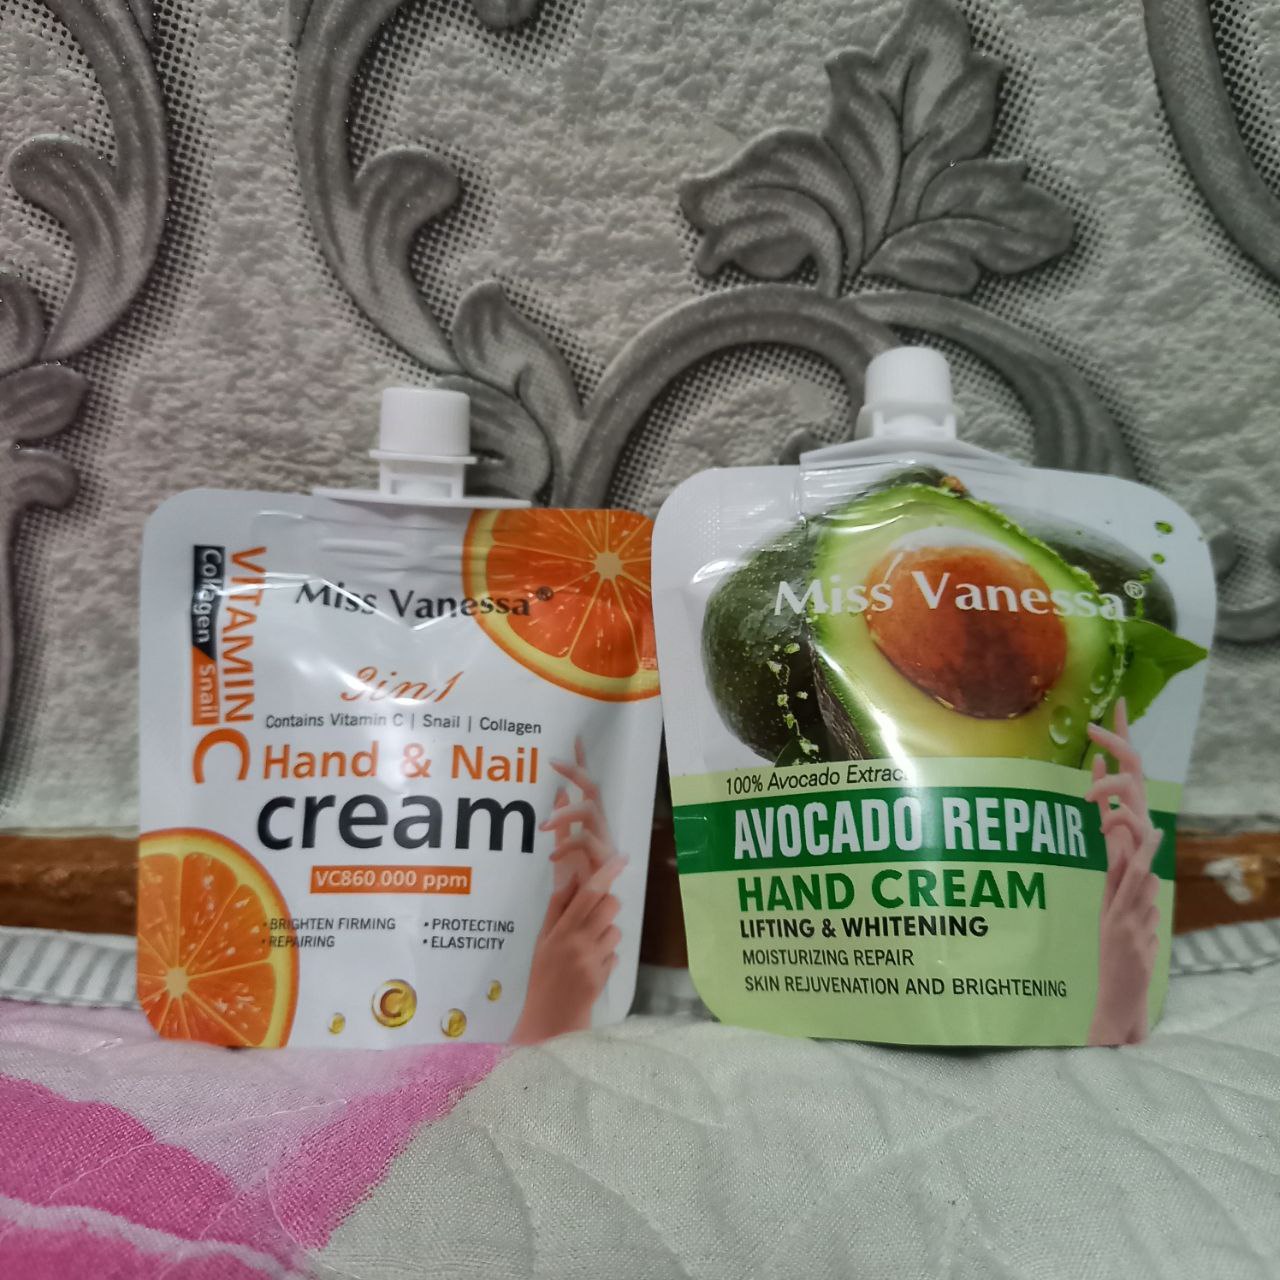 VITAMIN C
Collagen Snail
Miss Vanessa®
3in1
Contains Vitamin C | Snail | Collagen
Hand & Nail
cream
VC860.000 ppm
• BRIGHTEN FIRMING • PROTECTING
• REPAIRING • ELASTICITY
C
Miss Vanessa®
100% Avocado Extract
AVOCADO REPAIR
HAND CREAM
LIFTING & WHITENING
MOISTURIZING REPAIR
SKIN REJUVENATION AND BRIGHTENING